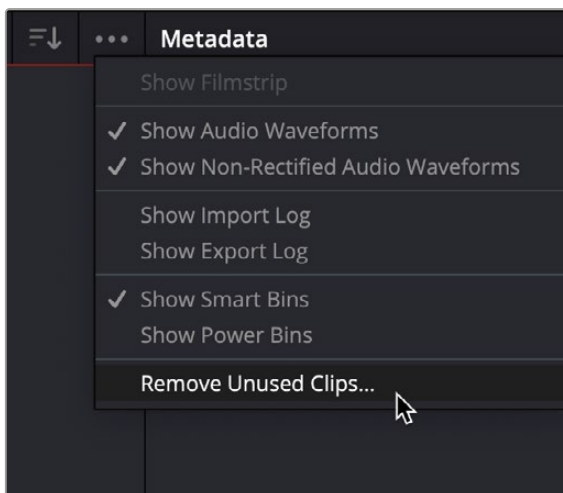 Metadata
Show Filmstrip
Show Audio Waveforms
Show Non-Rectified Audio Waveforms
Show Import Log
Show Export Log
Show Smart Bins
Show Power Bins
Remove Unused Clips...